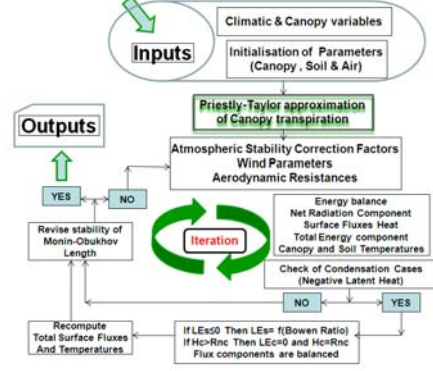 Climatic & Canopy variables
Inputs
Initialisation of Parameters
(Canopy , Soil & Air)
Priestly-Taylor approximation
of Canopy transpiration
Outputs
Atmospheric Stability Correction Factors
Wind Parameters
Aerodynamic Resistances
YES
NO
Revise stability of
Monin-Obukhov
Length
Iteration
Energy balance
Net Radiation Component
Surface Fluxes Heat
Total Energy component
Canopy and Soil Temperatures
Check of Condensation Cases
(Negative Latent Heat)
NO
YES
Recompute
Total Surface Fluxes
And Temperatures
If LEs≤0 Then LEs= f(Bowen Ratio)
If Hc>Rnc Then LEc=0 and Hc=Rnc
Flux components are balanced